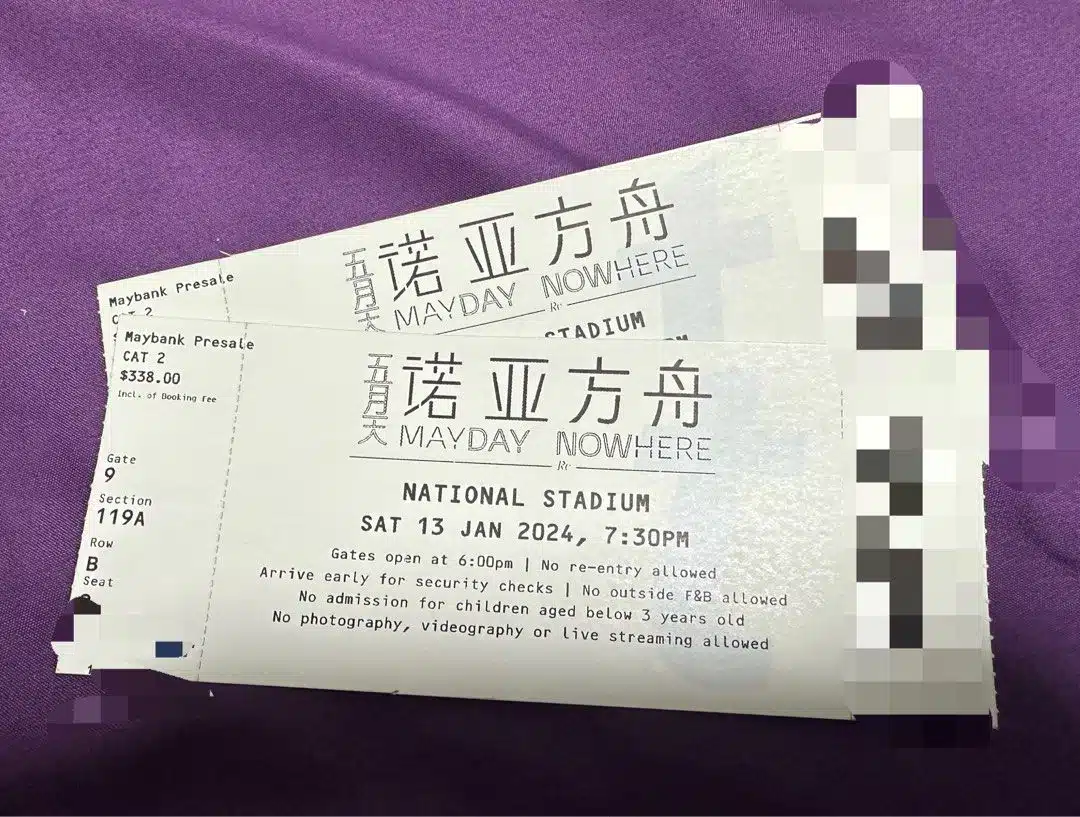 Maybank Presale
CAT 2
五月天
诺亚方舟
MAYDAY NOWHERE
Re
STADIUM
Maybank Presale
CAT 2
$338.00
Incl. of Booking Fee
Gate
9
Section
119A
Row
B
Seat
五月天
诺亚方舟
MAYDAY NOWHERE
Re
NATIONAL STADIUM
SAT 13 JAN 2024, 7:30PM
Gates open at 6:00pm | No re-entry allowed
Arrive early for security checks | No outside F&B allowed
No admission for children aged below 3 years old
No photography, videography or live streaming allowed